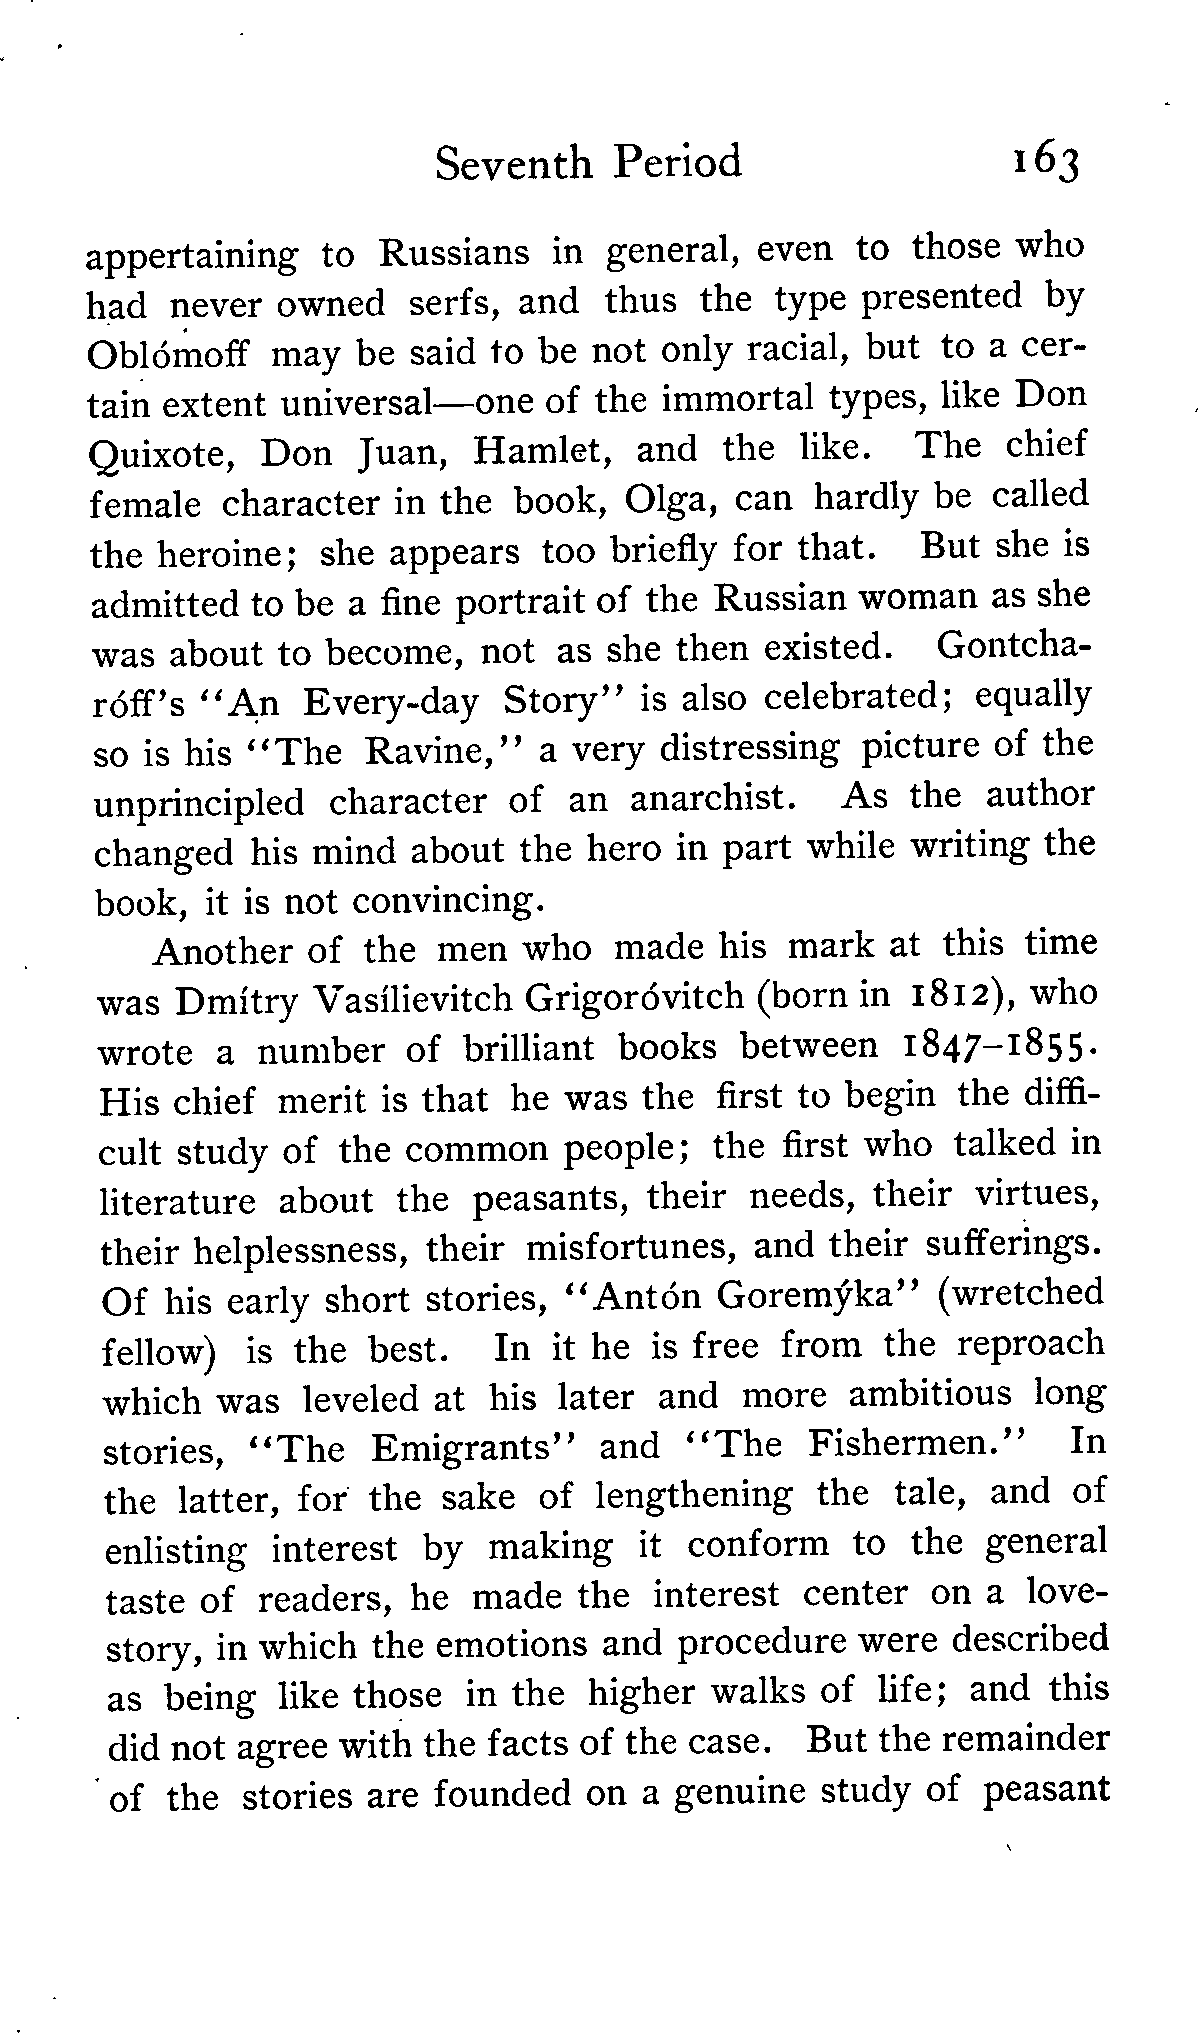 Seventh Period 163
appertaining to Russians in general, even to those who
had never owned serfs, and thus the type presented by
Oblómoff may be said to be not only racial, but to a cer-
tain extent universal—one of the immortal types, like Don
Quixote, Don Juan, Hamlet, and the like. The chief
female character in the book, Olga, can hardly be called
the heroine; she appears too briefly for that. But she is
admitted to be a fine portrait of the Russian woman as she
was about to become, not as she then existed. Gontcha-
róff's "An Every-day Story" is also celebrated; equally
so is his "The Ravine," a very distressing picture of the
unprincipled character of an anarchist. As the author
changed his mind about the hero in part while writing the
book, it is not convincing.
Another of the men who made his mark at this time
was Dmítry Vasílievitch Grigoróvitch (born in 1812), who
wrote a number of brilliant books between 1847–1855.
His chief merit is that he was the first to begin the diffi-
cult study of the common people; the first who talked in
literature about the peasants, their needs, their virtues,
their helplessness, their misfortunes, and their sufferings.
Of his early short stories, "Antón Goremýka" (wretched
fellow) is the best. In it he is free from the reproach
which was leveled at his later and more ambitious long
stories, "The Emigrants" and "The Fishermen." In
the latter, for the sake of lengthening the tale, and of
enlisting interest by making it conform to the general
taste of readers, he made the interest center on a love-
story, in which the emotions and procedure were described
as being like those in the higher walks of life; and this
did not agree with the facts of the case. But the remainder
of the stories are founded on a genuine study of peasant